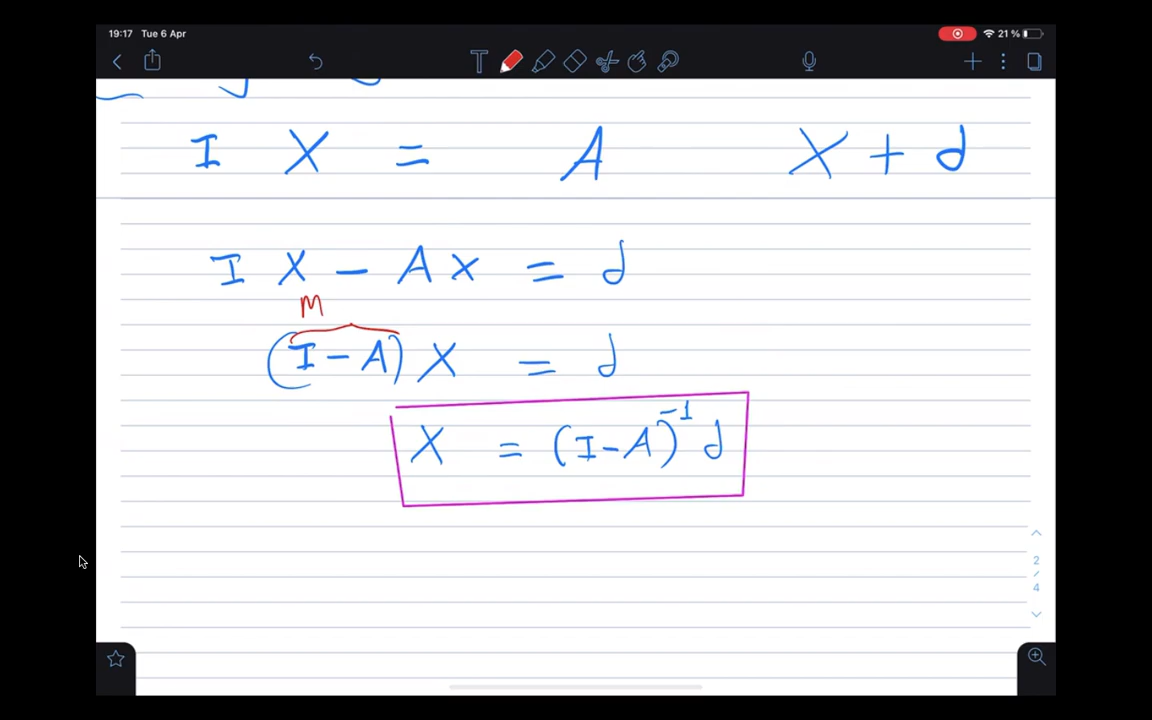 19:17 Tue 6 Apr 21 %
I X = A X + d
I X - A x = d
M
(I - A) X = d
X = (I - A)⁻¹ d
2
/
4